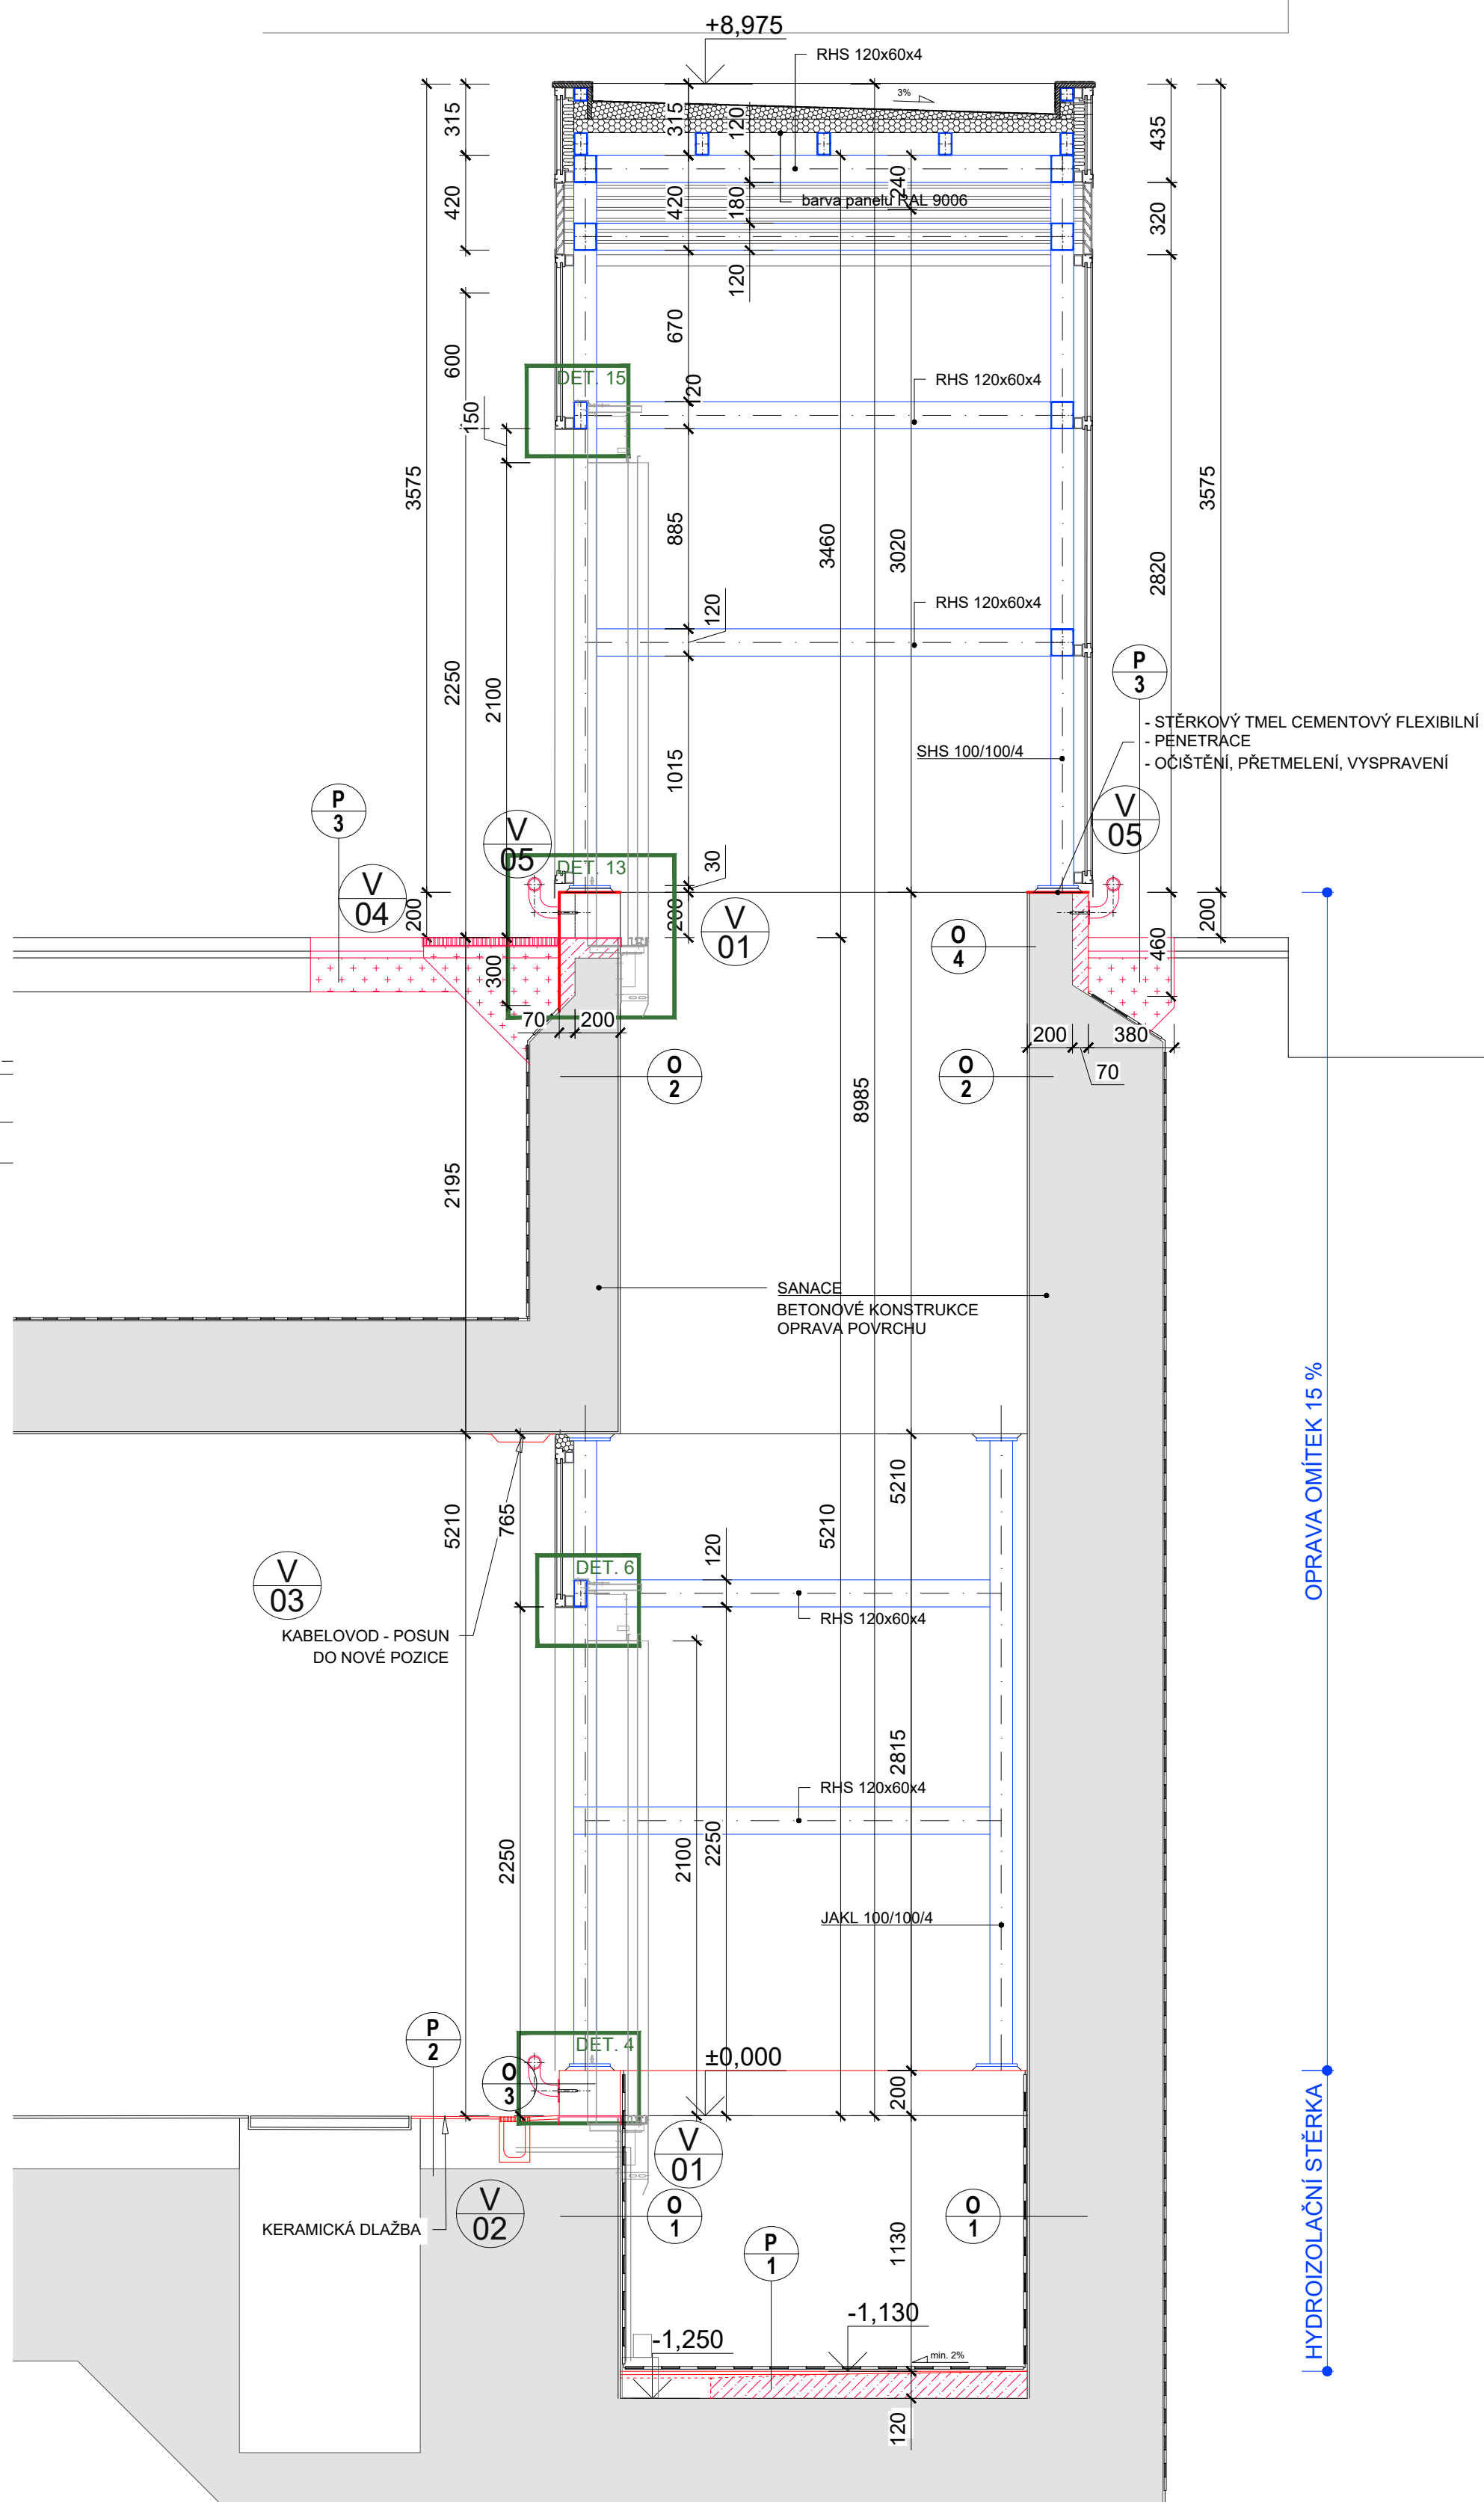 +8,975
RHS 120x60x4
3%
315
315
120
435
420
420
180
240
barva panelu RAL 9006
320
120
670
600
DET. 15
120
RHS 120x60x4
150
3575
3575
885
3460
3020
2820
120
RHS 120x60x4
2250
2100
P
3
- STĚRKOVÝ TMEL CEMENTOVÝ FLEXIBILNÍ
- PENETRACE
- OČIŠTĚNÍ, PŘETMELENÍ, VYSPRAVENÍ
SHS 100/100/4
1015
P
3
V
05
V
05
DET. 13
30
V
04
200
200
V
01
O
4
200
460
300
70
200
200
380
70
O
2
O
2
8985
2195
SANACE
BETONOVÉ KONSTRUKCE
OPRAVA POVRCHU
OPRAVA OMÍTEK 15 %
5210
765
5210
5210
120
DET. 6
V
03
RHS 120x60x4
KABELOVOD - POSUN
DO NOVÉ POZICE
2815
RHS 120x60x4
2250
2100
2250
JAKL 100/100/4
P
2
DET. 4
±0,000
O
3
200
V
01
HYDROIZOLAČNÍ STĚRKA
V
02
O
1
O
1
KERAMICKÁ DLAŽBA
P
1
1130
-1,130
-1,250
min. 2%
120